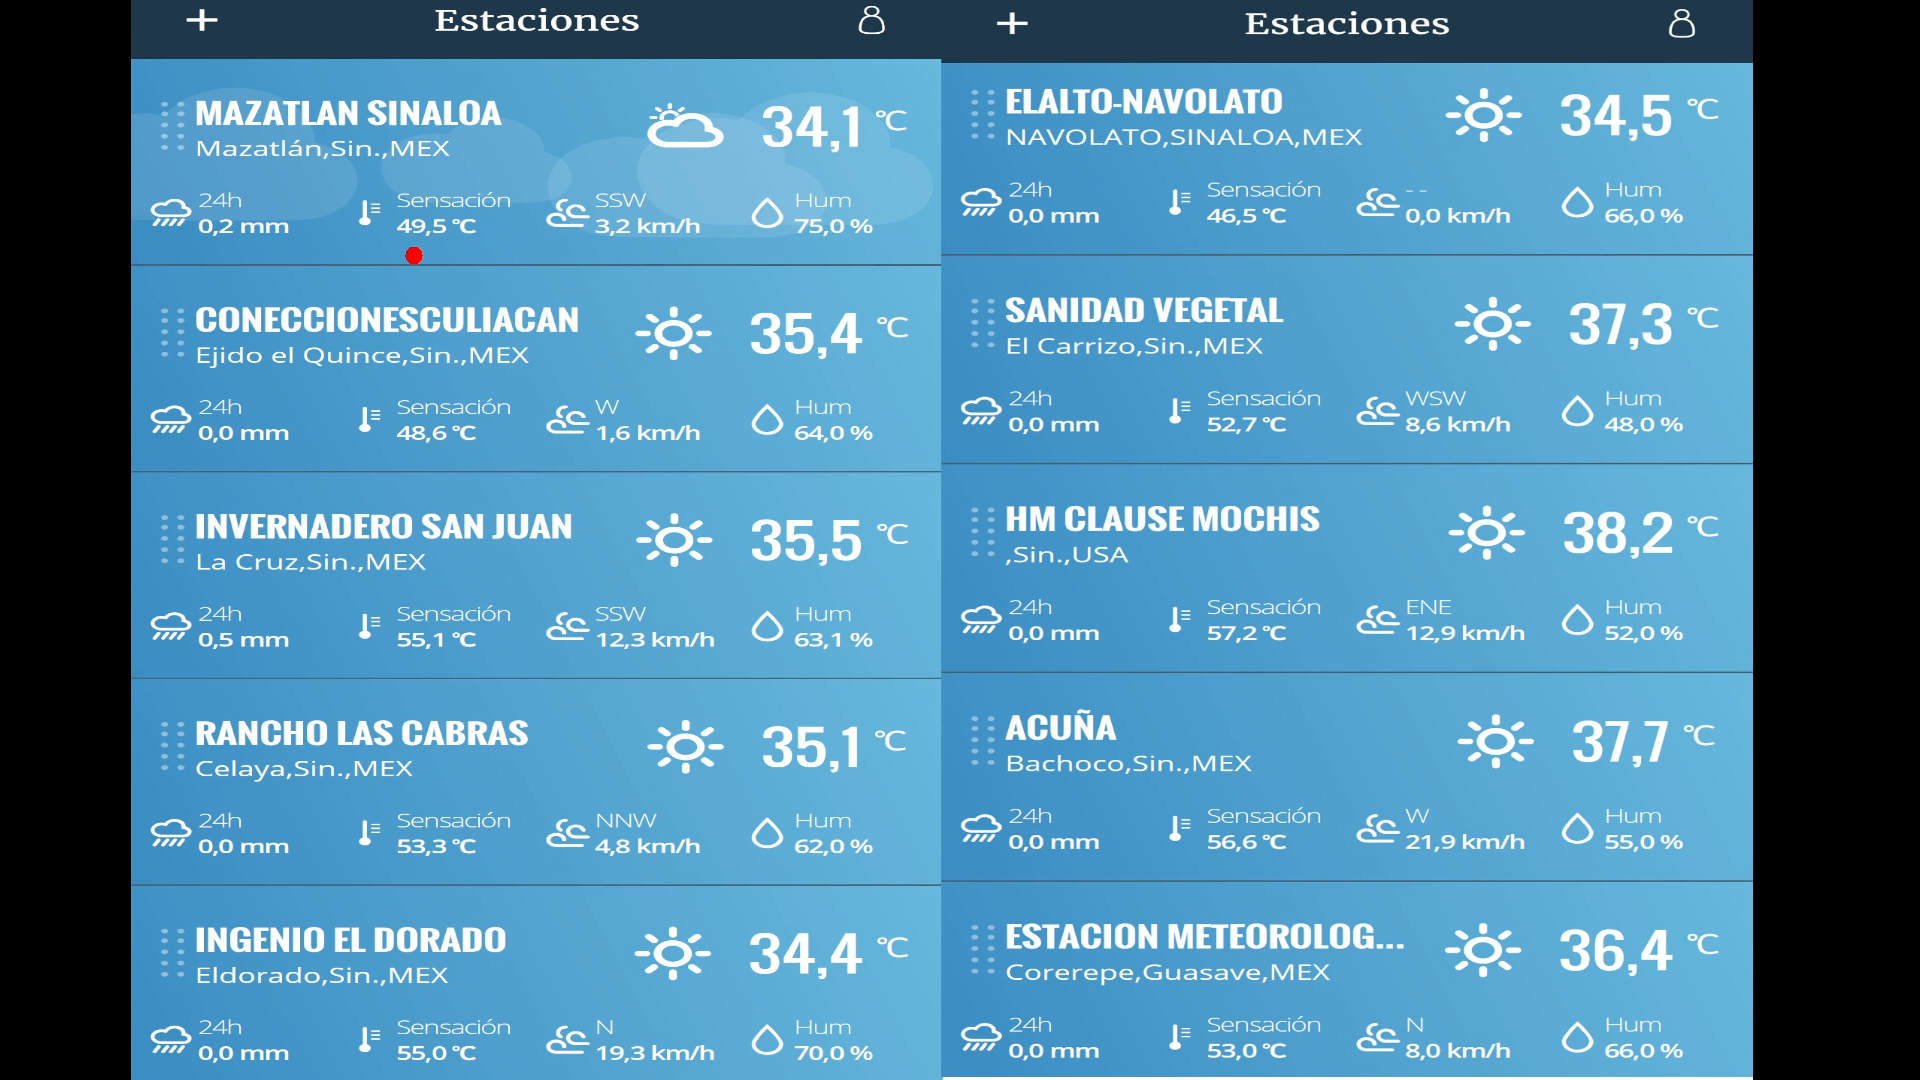 Estaciones
MAZATLAN SINALOA
Mazatlán,Sin.,MEX
34,1 °C
24h
0,2 mm
Sensación
49,5 °C
SSW
3,2 km/h
Hum
75,0 %
CONECCIONESCULIACAN
Ejido el Quince,Sin.,MEX
35,4 °C
24h
0,0 mm
Sensación
48,6 °C
W
1,6 km/h
Hum
64,0 %
INVERNADERO SAN JUAN
La Cruz,Sin.,MEX
35,5 °C
24h
0,5 mm
Sensación
55,1 °C
SSW
12,3 km/h
Hum
63,1 %
RANCHO LAS CABRAS
Celaya,Sin.,MEX
35,1 °C
24h
0,0 mm
Sensación
53,3 °C
NNW
4,8 km/h
Hum
62,0 %
INGENIO EL DORADO
Eldorado,Sin.,MEX
34,4 °C
24h
0,0 mm
Sensación
55,0 °C
N
19,3 km/h
Hum
70,0 %
Estaciones
ELALTO-NAVOLATO
NAVOLATO,SINALOA,MEX
34,5 °C
24h
0,0 mm
Sensación
46,5 °C
- -
0,0 km/h
Hum
66,0 %
SANIDAD VEGETAL
El Carrizo,Sin.,MEX
37,3 °C
24h
0,0 mm
Sensación
52,7 °C
WSW
8,6 km/h
Hum
48,0 %
HM CLAUSE MOCHIS
,Sin.,USA
38,2 °C
24h
0,0 mm
Sensación
57,2 °C
ENE
12,9 km/h
Hum
52,0 %
ACUÑA
Bachoco,Sin.,MEX
37,7 °C
24h
0,0 mm
Sensación
56,6 °C
W
21,9 km/h
Hum
55,0 %
ESTACION METEOROLOG...
Corerepe,Guasave,MEX
36,4 °C
24h
0,0 mm
Sensación
53,0 °C
N
8,0 km/h
Hum
66,0 %